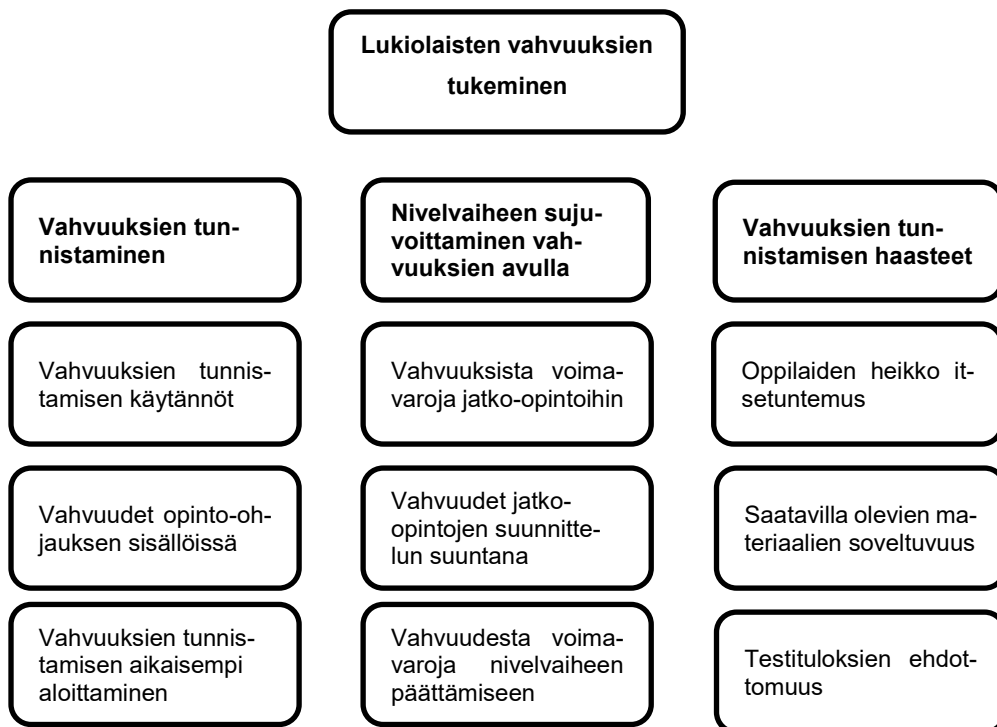 Lukiolaisten vahvuuksien
tukeminen
Vahvuuksien tun-
nistaminen
Nivelvaiheen suju-
voittaminen vah-
vuuksien avulla
Vahvuuksien tun-
nistamisen haasteet
Vahvuuksien tunnis-
tamisen käytännöt
Vahvuuksista voima-
varoja jatko-opintoihin
Oppilaiden heikko it-
setuntemus
Vahvuudet opinto-oh-
jauksen sisällöissä
Vahvuudet jatko-
opintojen suunnitte-
lun suuntana
Saatavilla olevien ma-
teriaalien soveltuvuus
Vahvuuksien tunnis-
tamisen aikaisempi
aloittaminen
Vahvuudesta voima-
varoja nivelvaiheen
päättämiseen
Testituloksien ehdot-
tomuus